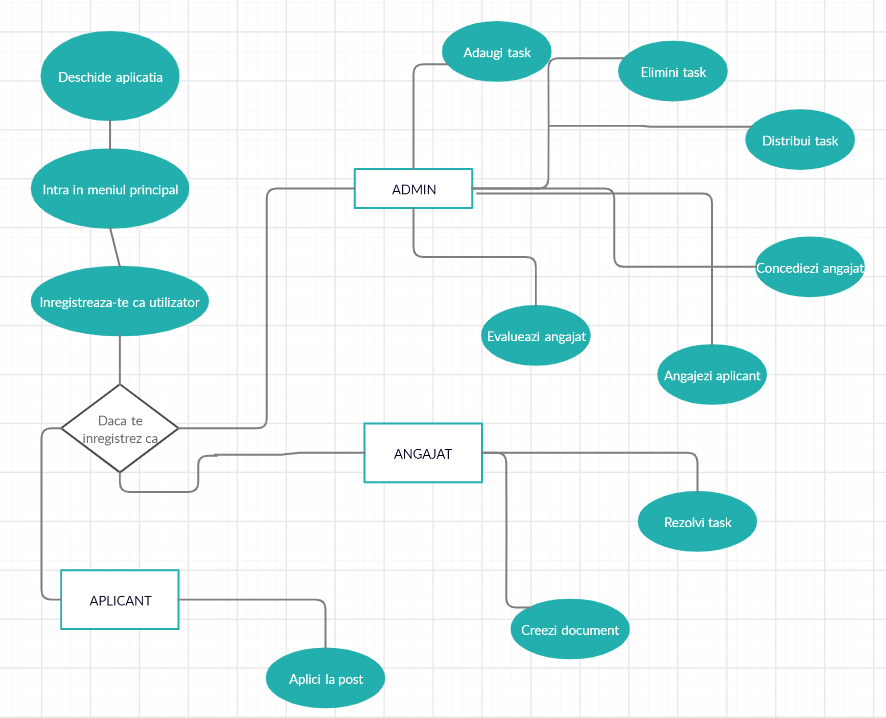 Deschide aplicatia
Intra in meniul principal
Inregistreaza-te ca utilizator
Daca te
inregistrez ca
ADMIN
Adaugi task
Elimini task
Distribui task
Concediezi angajat
Angajezi aplicant
Evalueazi angajat
ANGAJAT
Rezolvi task
Creezi document
APLICANT
Aplici la post